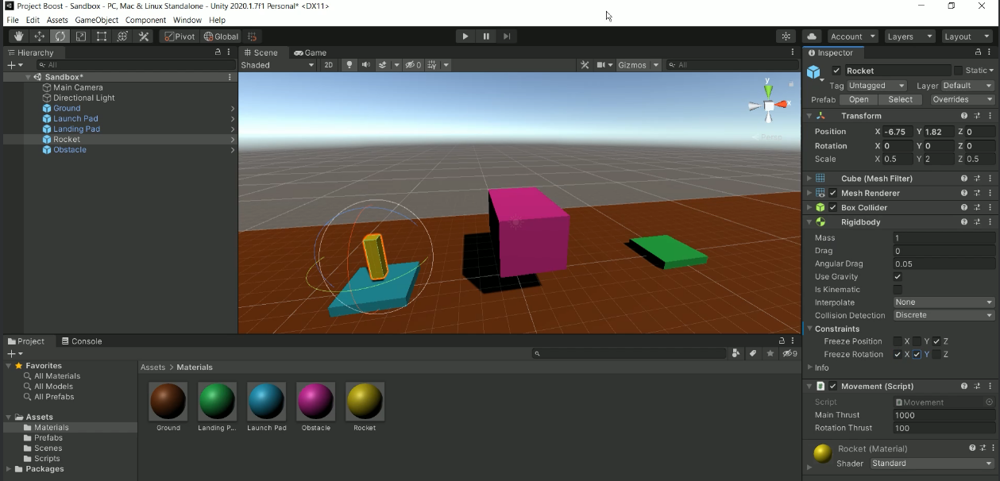 Project Boost - Sandbox - PC, Mac & Linux Standalone - Unity 2020.1.7f1 Personal* <DX11>
File Edit Assets GameObject Component Window Help
Pivot Global Account Layers Layout
Hierarchy
All
Sandbox*
Main Camera
Directional Light
Ground
Launch Pad
Landing Pad
Rocket
Obstacle
Scene Game
Shaded 2D 0 Gizmos All
y
x
Persp
Inspector
Rocket Static
Tag Untagged Layer Default
Prefab Open Select Overrides
Transform
Position X -6.75 Y 1.82 Z 0
Rotation X 0 Y 0 Z 0
Scale X 0.5 Y 2 Z 0.5
Cube (Mesh Filter)
Mesh Renderer
Box Collider
Rigidbody
Mass 1
Drag 0
Angular Drag 0.05
Use Gravity
Is Kinematic
Interpolate None
Collision Detection Discrete
Constraints
Freeze Position X Y Z
Freeze Rotation X Y Z
Info
Movement (Script)
Script Movement
Main Thrust 1000
Rotation Thrust 100
Rocket (Material)
Shader Standard
Project Console
9
Favorites
All Materials
All Models
All Prefabs
Assets
Materials
Prefabs
Scenes
Scripts
Packages
Assets > Materials
Ground Landing P... Launch Pad Obstacle Rocket